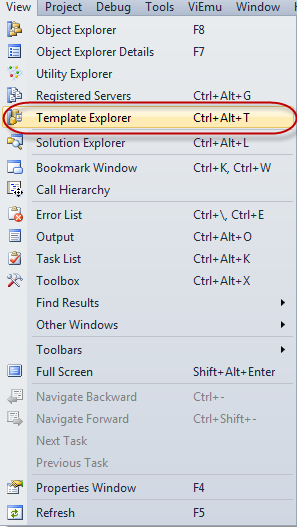 View Project Debug Tools ViEmu Window
Object Explorer F8
Object Explorer Details F7
Utility Explorer
Registered Servers Ctrl+Alt+G
Template Explorer Ctrl+Alt+T
Solution Explorer Ctrl+Alt+L
Bookmark Window Ctrl+K, Ctrl+W
Call Hierarchy
Error List Ctrl+\, Ctrl+E
Output Ctrl+Alt+O
Task List Ctrl+Alt+K
Toolbox Ctrl+Alt+X
Find Results
Other Windows
Toolbars
Full Screen Shift+Alt+Enter
Navigate Backward Ctrl+-
Navigate Forward Ctrl+Shift+-
Next Task
Previous Task
Properties Window F4
Refresh F5